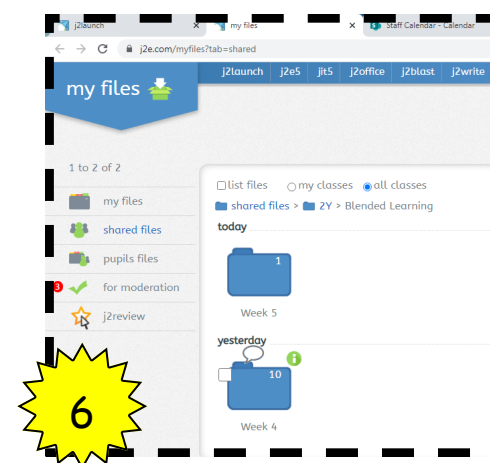 j2launch
my files
Staff Calendar - Calendar
j2e.com/myfiles?tab=shared
my files
j2launch j2e5 jit5 j2office j2blast j2write
1 to 2 of 2
my files
shared files
pupils files
3 for moderation
j2review
list files my classes all classes
shared files > 2Y > Blended Learning
today
1
Week 5
yesterday
10
Week 4
6